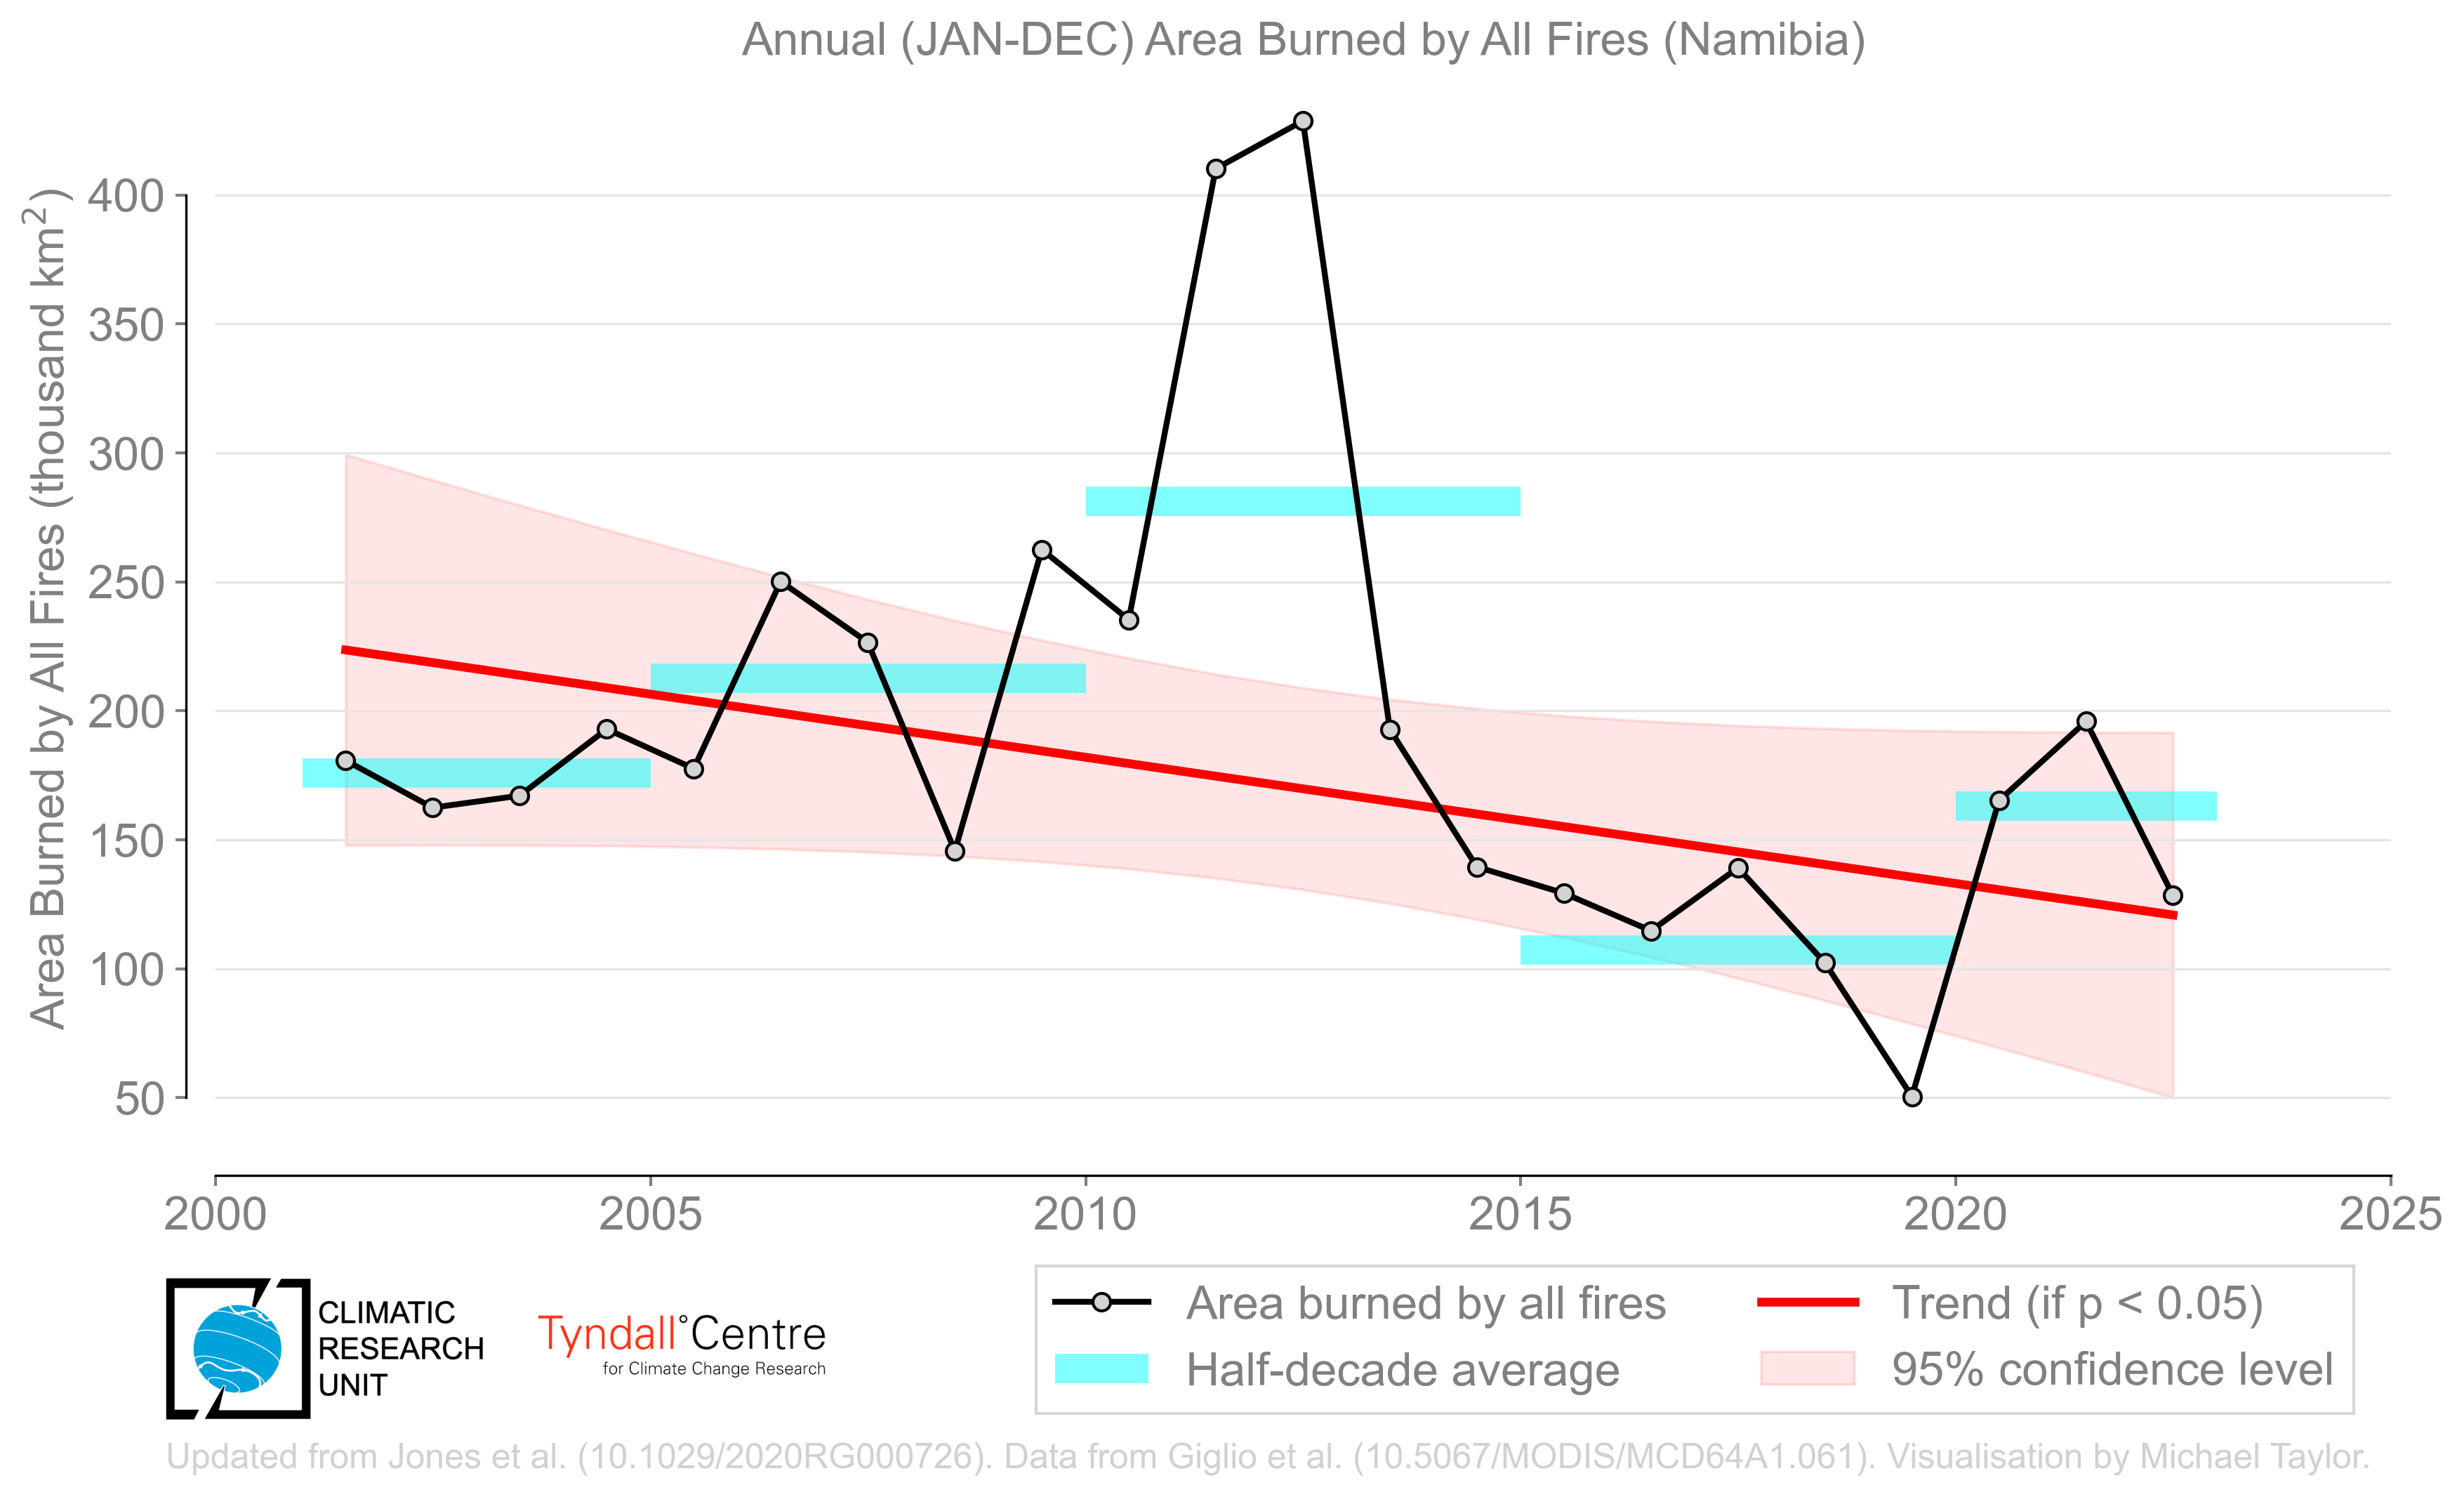 Annual (JAN-DEC) Area Burned by All Fires (Namibia)
Area Burned by All Fires (thousand km²)
400
350
300
250
200
150
100
50
2000 2005 2010 2015 2020 2025
Area burned by all fires
Half-decade average
Trend (if p < 0.05)
95% confidence level
CLIMATIC
RESEARCH
UNIT
Tyndall°Centre
for Climate Change Research
Updated from Jones et al. (10.1029/2020RG000726). Data from Giglio et al. (10.5067/MODIS/MCD64A1.061). Visualisation by Michael Taylor.